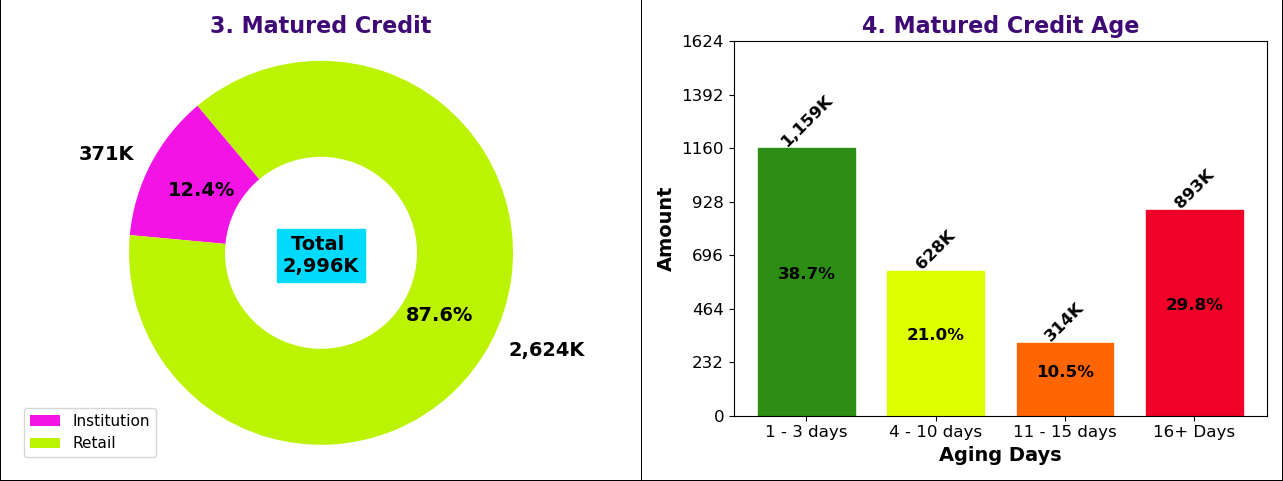 3. Matured Credit
371K
12.4%
Total
2,996K
87.6%
2,624K
Institution
Retail
4. Matured Credit Age
Amount
1624
1392
1160
928
696
464
232
0
1,159K
628K
314K
893K
38.7%
21.0%
10.5%
29.8%
1 - 3 days
4 - 10 days
11 - 15 days
16+ Days
Aging Days